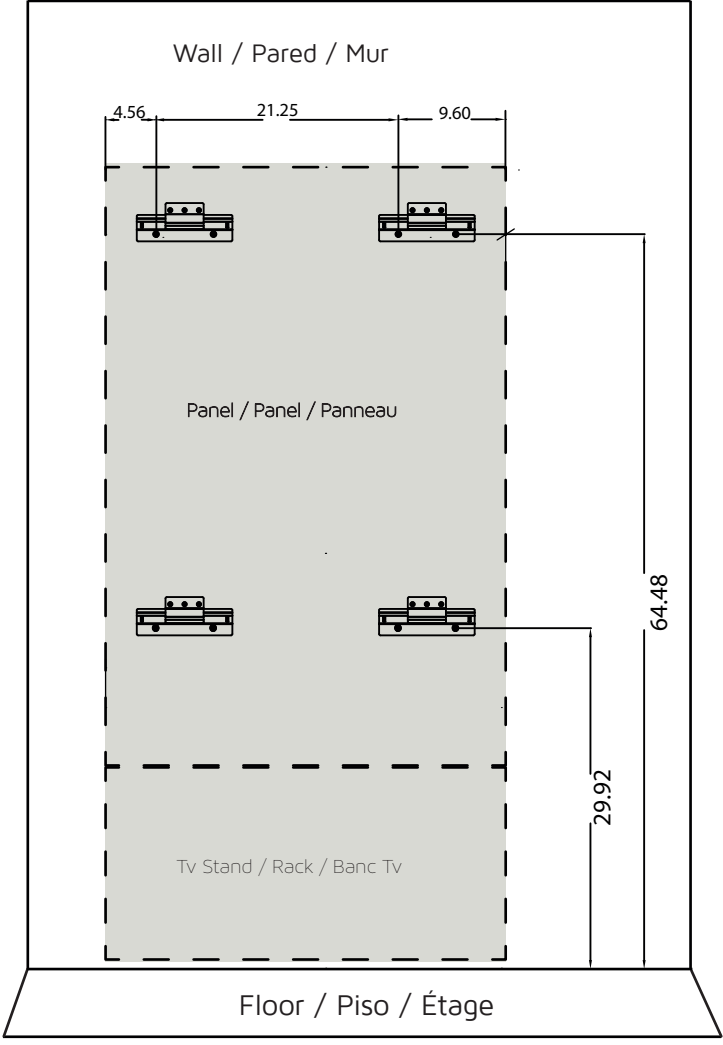 Wall / Pared / Mur
4.56 21.25 9.60
Panel / Panel / Panneau
64.48
29.92
Tv Stand / Rack / Banc Tv
Floor / Piso / Étage